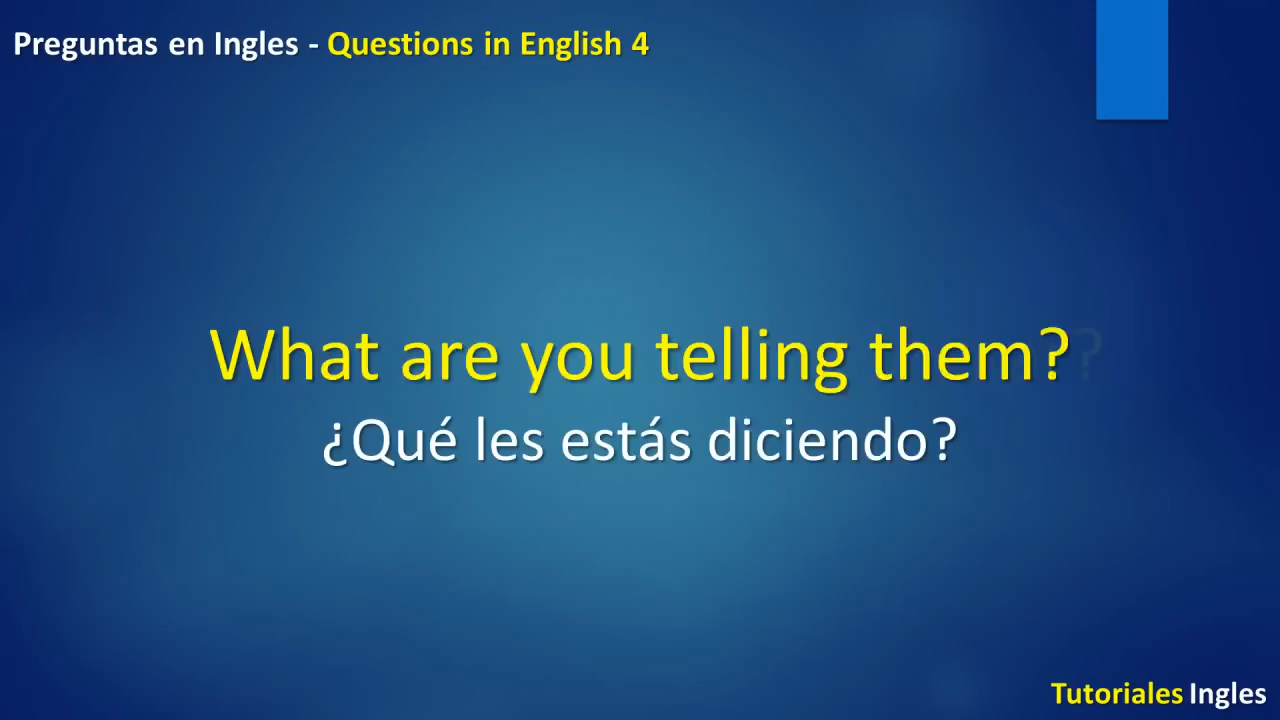 Preguntas en Ingles - Questions in English 4
What are you telling them?
¿Qué les estás diciendo?
Tutoriales Ingles